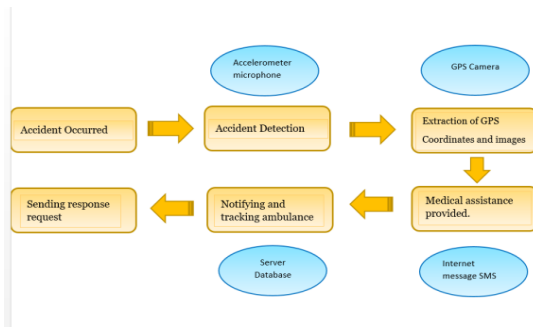 Accelerometer
microphone
GPS Camera
Accident Occurred
Accident Detection
Extraction of GPS
Coordinates and images
Sending response
request
Notifying and
tracking ambulance
Medical assistance
provided.
Server
Database
Internet
message SMS